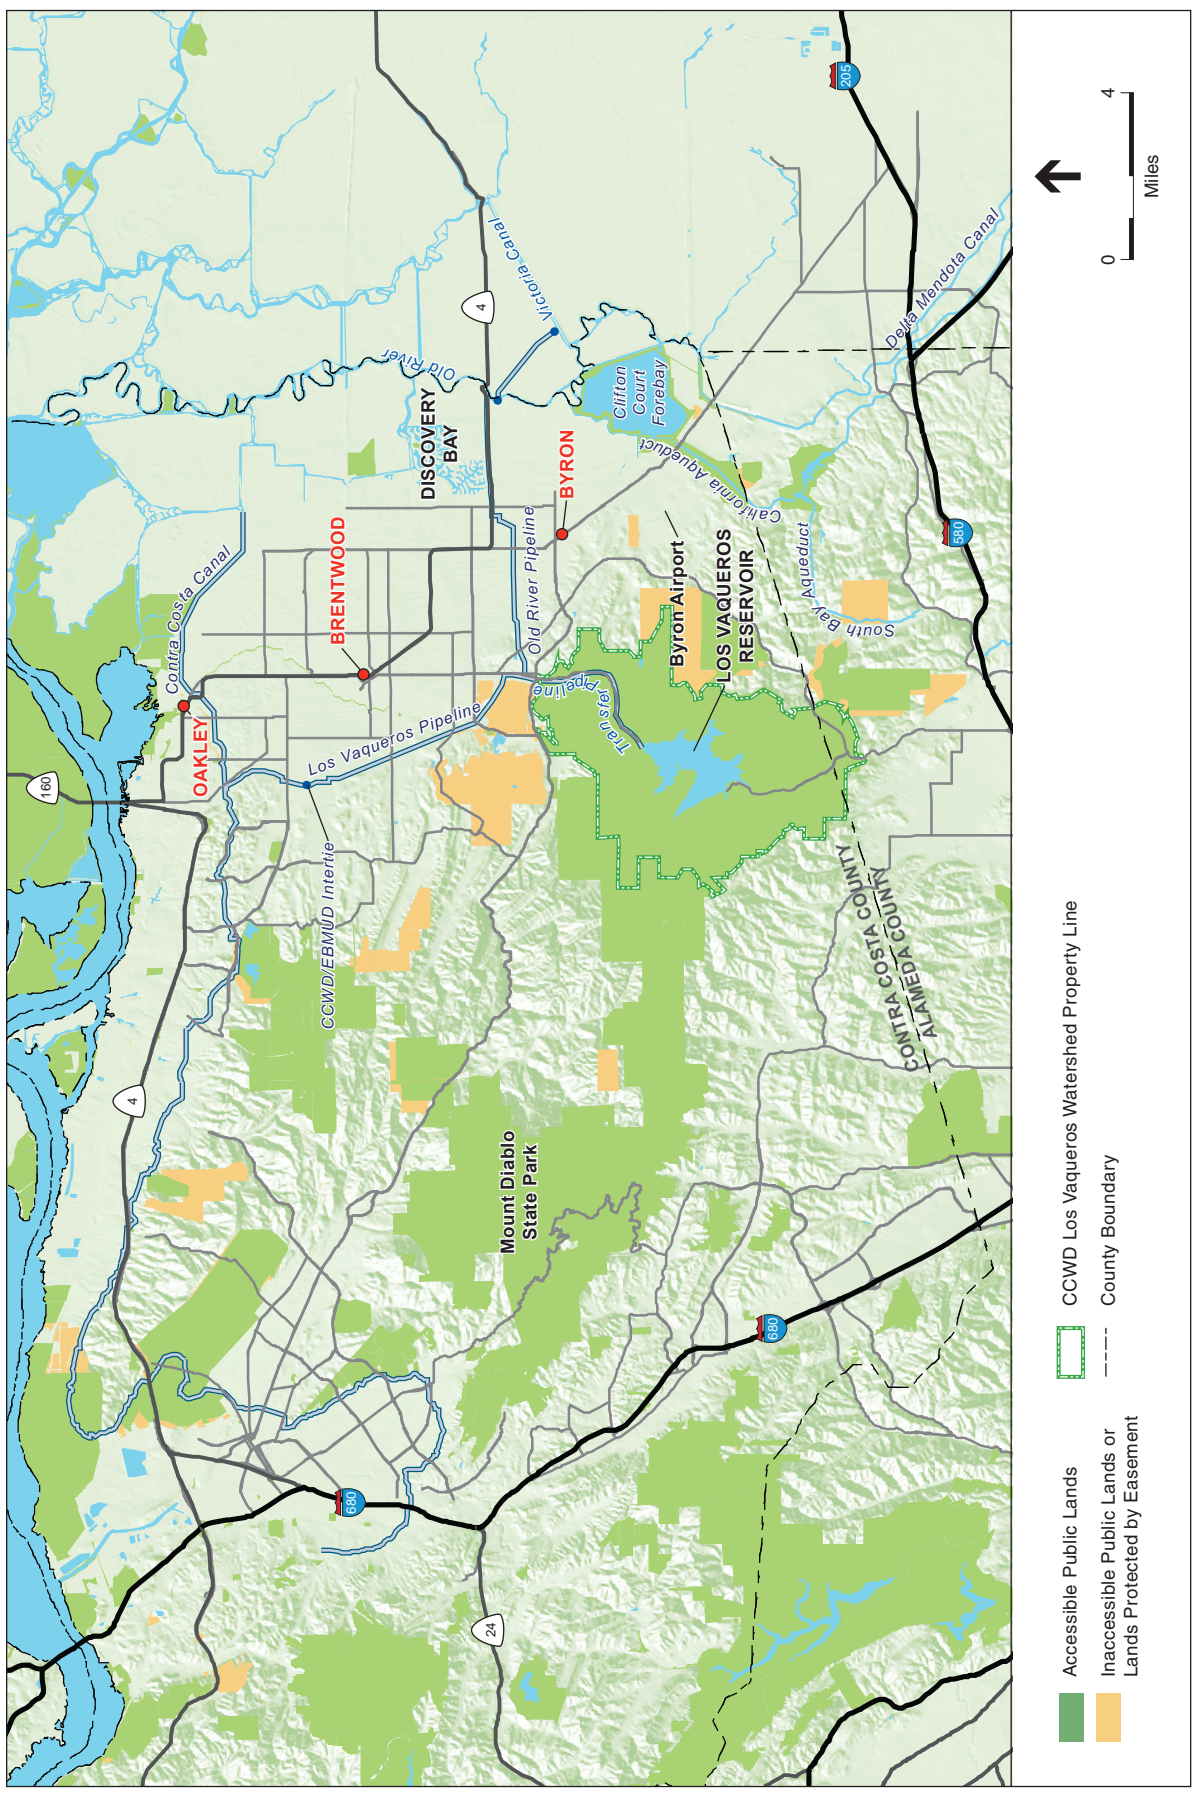 160
OAKLEY
Contra Costa Canal
BRENTWOOD
Los Vaqueros Pipeline
CCWD/EBMUD Intertie
Old River
DISCOVERY
BAY
4
Victoria Canal
Old River Pipeline
BYRON
Clifton
Court
Forebay
California Aqueduct
Transfer Pipeline
Byron Airport
LOS VAQUEROS
RESERVOIR
South Bay Aqueduct
Delta Mendota Canal
205
580
4
Mount Diablo
State Park
CONTRA COSTA COUNTY
ALAMEDA COUNTY
680
680
24
Accessible Public Lands
Inaccessible Public Lands or
Lands Protected by Easement
CCWD Los Vaqueros Watershed Property Line
County Boundary
0
4
Miles